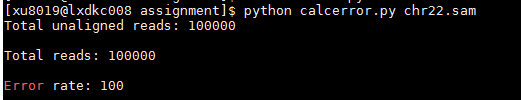 [xu8019@lxdkc008 assignment]$ python calcerror.py chr22.sam
Total unaligned reads: 100000
Total reads: 100000
Error rate: 100